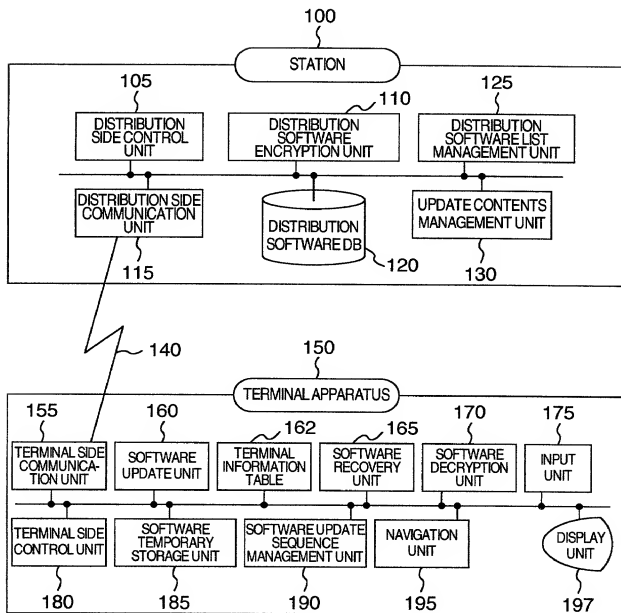 100
STATION
105
110
125
DISTRIBUTION
SIDE CONTROL
UNIT
DISTRIBUTION
SOFTWARE
ENCRYPTION UNIT
DISTRIBUTION
SOFTWARE LIST
MANAGEMENT UNIT
DISTRIBUTION SIDE
COMMUNICATION
UNIT
DISTRIBUTION
SOFTWARE DB
UPDATE CONTENTS
MANAGEMENT UNIT
115
120
130
140
150
TERMINAL APPARATUS
155
160
162
165
170
175
TERMINAL SIDE
COMMUNICA-
TION UNIT
SOFTWARE
UPDATE UNIT
TERMINAL
INFORMATION
TABLE
SOFTWARE
RECOVERY
UNIT
SOFTWARE
DECRYPTION
UNIT
INPUT
UNIT
TERMINAL SIDE
CONTROL UNIT
SOFTWARE
TEMPORARY
STORAGE UNIT
SOFTWARE UPDATE
SEQUENCE
MANAGEMENT UNIT
NAVIGATION
UNIT
DISPLAY
UNIT
180
185
190
195
197